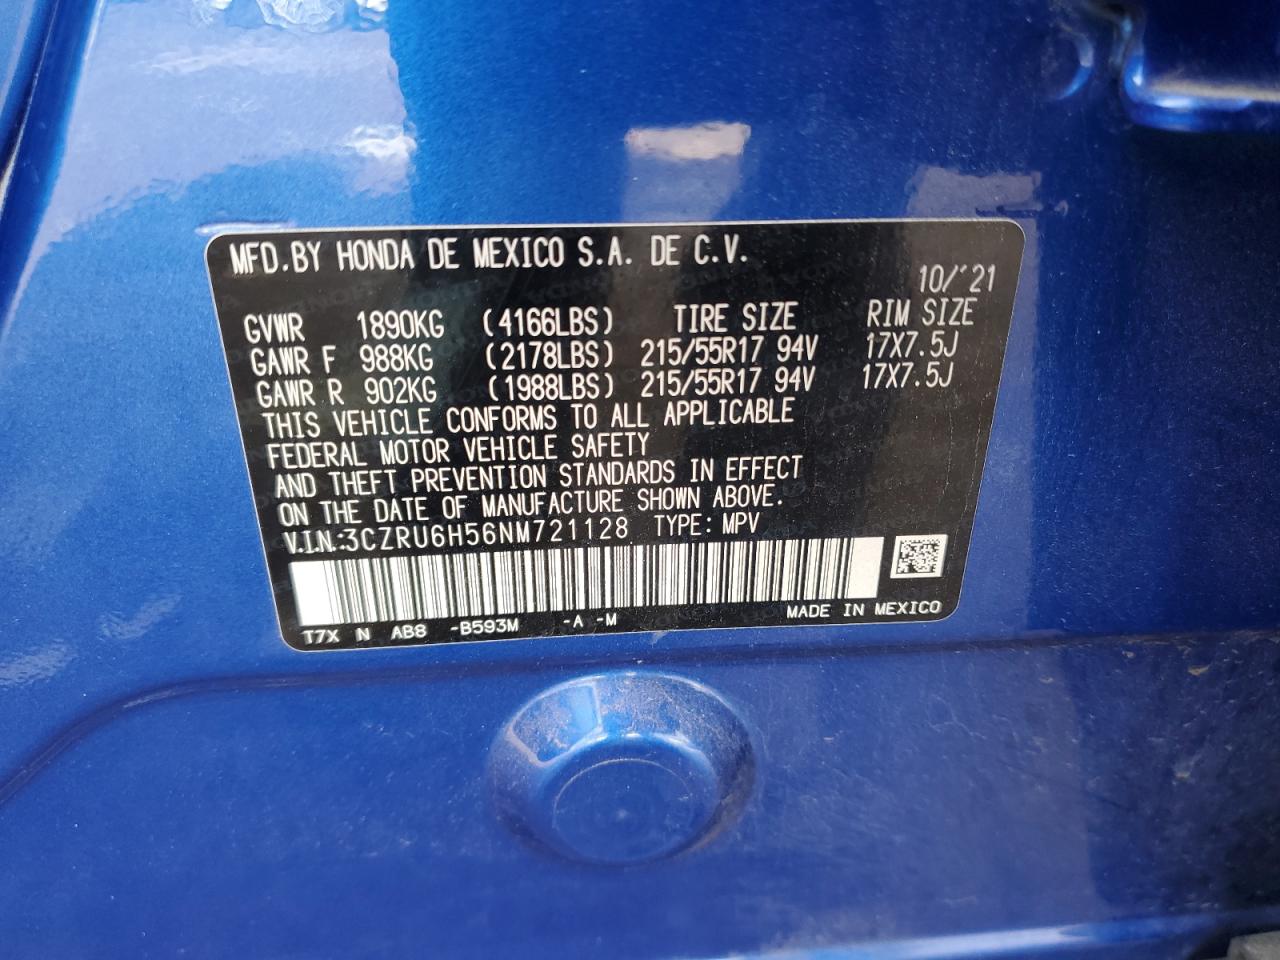 MFD.BY HONDA DE MEXICO S.A. DE C.V.
10/'21
GVWR 1890KG (4166LBS) TIRE SIZE RIM SIZE
GAWR F 988KG (2178LBS) 215/55R17 94V 17X7.5J
GAWR R 902KG (1988LBS) 215/55R17 94V 17X7.5J
THIS VEHICLE CONFORMS TO ALL APPLICABLE
FEDERAL MOTOR VEHICLE SAFETY
AND THEFT PREVENTION STANDARDS IN EFFECT
ON THE DATE OF MANUFACTURE SHOWN ABOVE.
V.I.N.:3CZRU6H56NM721128 TYPE: MPV
T7X N AB8 -B593M -A -M MADE IN MEXICO